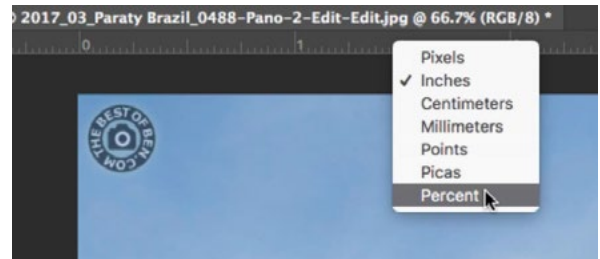 2017_03_Paraty Brazil_0488-Pano-2-Edit-Edit.jpg @ 66.7% (RGB/8) *
0
1
Pixels
✓ Inches
Centimeters
Millimeters
Points
Picas
Percent
THE BEST OF BEN.COM